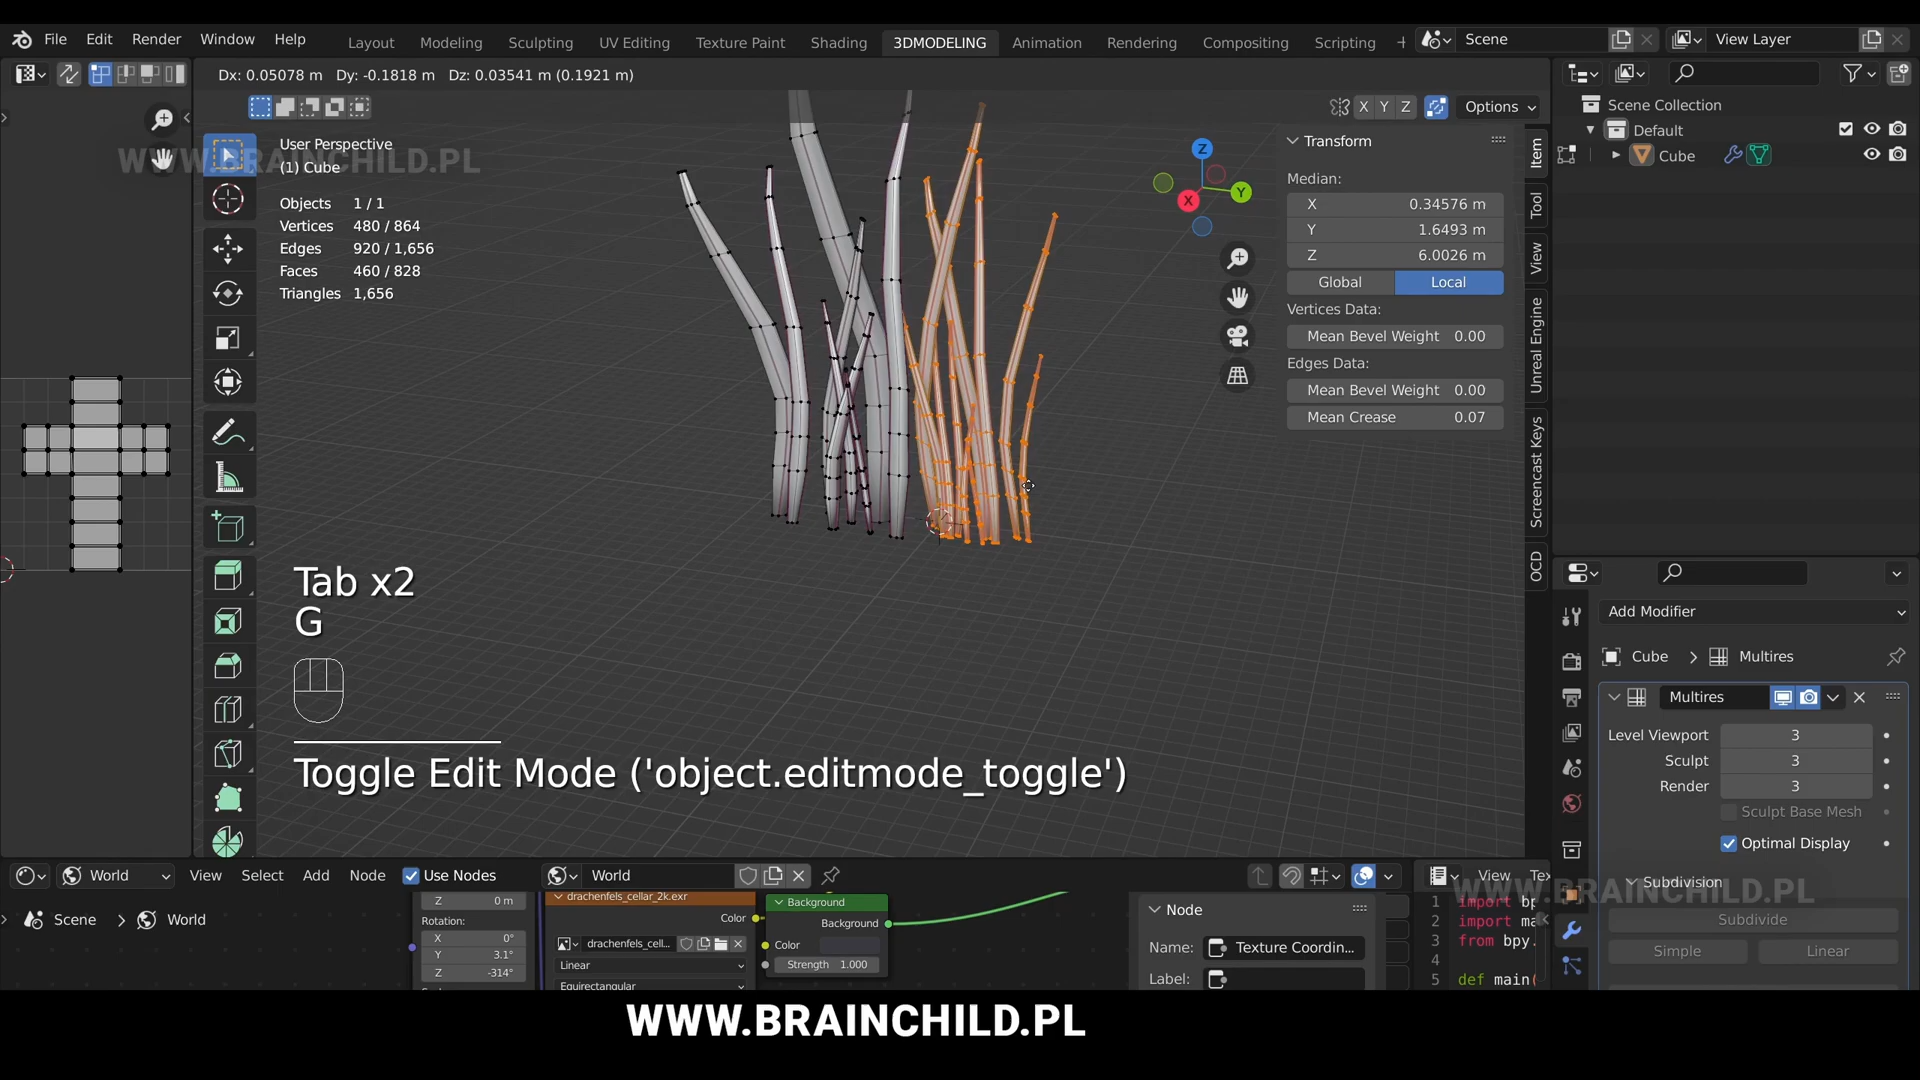 File Edit Render Window Help
Layout Modeling Sculpting UV Editing Texture Paint Shading 3DMODELING Animation Rendering Compositing Scripting +
Scene
View Layer
Dx: 0.05078 m Dy: -0.1818 m Dz: 0.03541 m (0.1921 m)
X Y Z Options
WWW.BRAINCHILD.PL
User Perspective
(1) Cube
Objects 1 / 1
Vertices 480 / 864
Edges 920 / 1,656
Faces 460 / 828
Triangles 1,656
Z
Y
X
Transform
Median:
X 0.34576 m
Y 1.6493 m
Z 6.0026 m
Global Local
Vertices Data:
Mean Bevel Weight 0.00
Edges Data:
Mean Bevel Weight 0.00
Mean Crease 0.07
Item
Tool
View
Unreal Engine
Screencast Keys
OCD
Scene Collection
Default
Cube
Tab x2
G
Toggle Edit Mode ('object.editmode_toggle')
Add Modifier
Cube Multires
Multires
Level Viewport 3
Sculpt 3
Render 3
Sculpt Base Mesh
Optimal Display
Subdivision
Subdivide
Simple Linear
WWW.BRAINCHILD.PL
World View Select Add Node Use Nodes World
Scene World
Z 0 m
Rotation:
X 0°
Y 3.1°
Z -314°
drachenfels_cellar_2k.exr
Color
drachenfels_cell...
Linear
Equirectangular
Background
Background
Color
Strength 1.000
Node
Name: Texture Coordin...
Label:
View
1
2
3 from bpy.
4
5 def main(
WWW.BRAINCHILD.PL